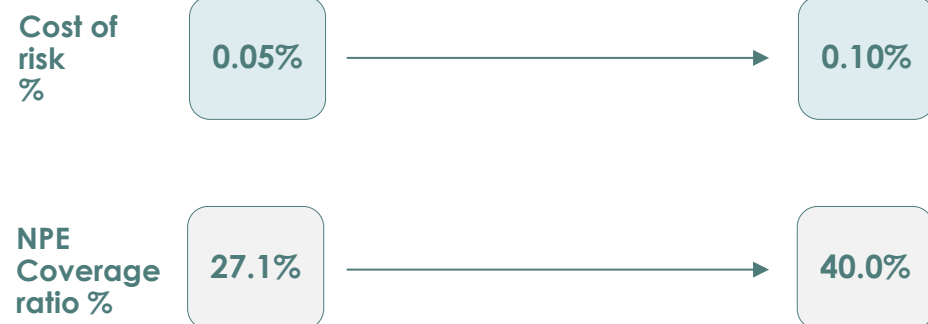 Cost of
risk
%
0.05%
0.10%
NPE
Coverage
ratio %
27.1%
40.0%